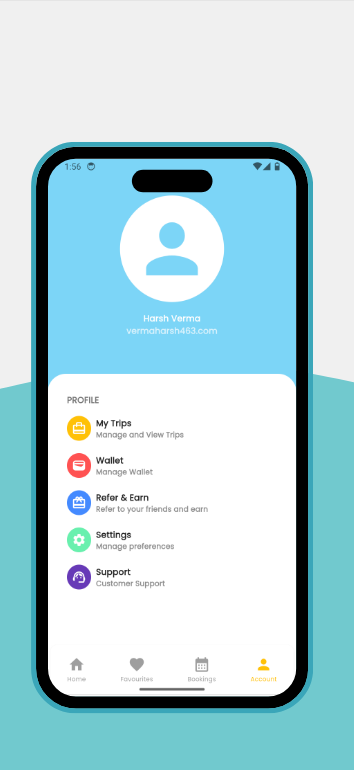 1:56
Harsh Verma
vermaharsh463.com
PROFILE
My Trips
Manage and View Trips
Wallet
Manage Wallet
Refer & Earn
Refer to your friends and earn
Settings
Manage preferences
Support
Customer Support
Home Favourites Bookings Account